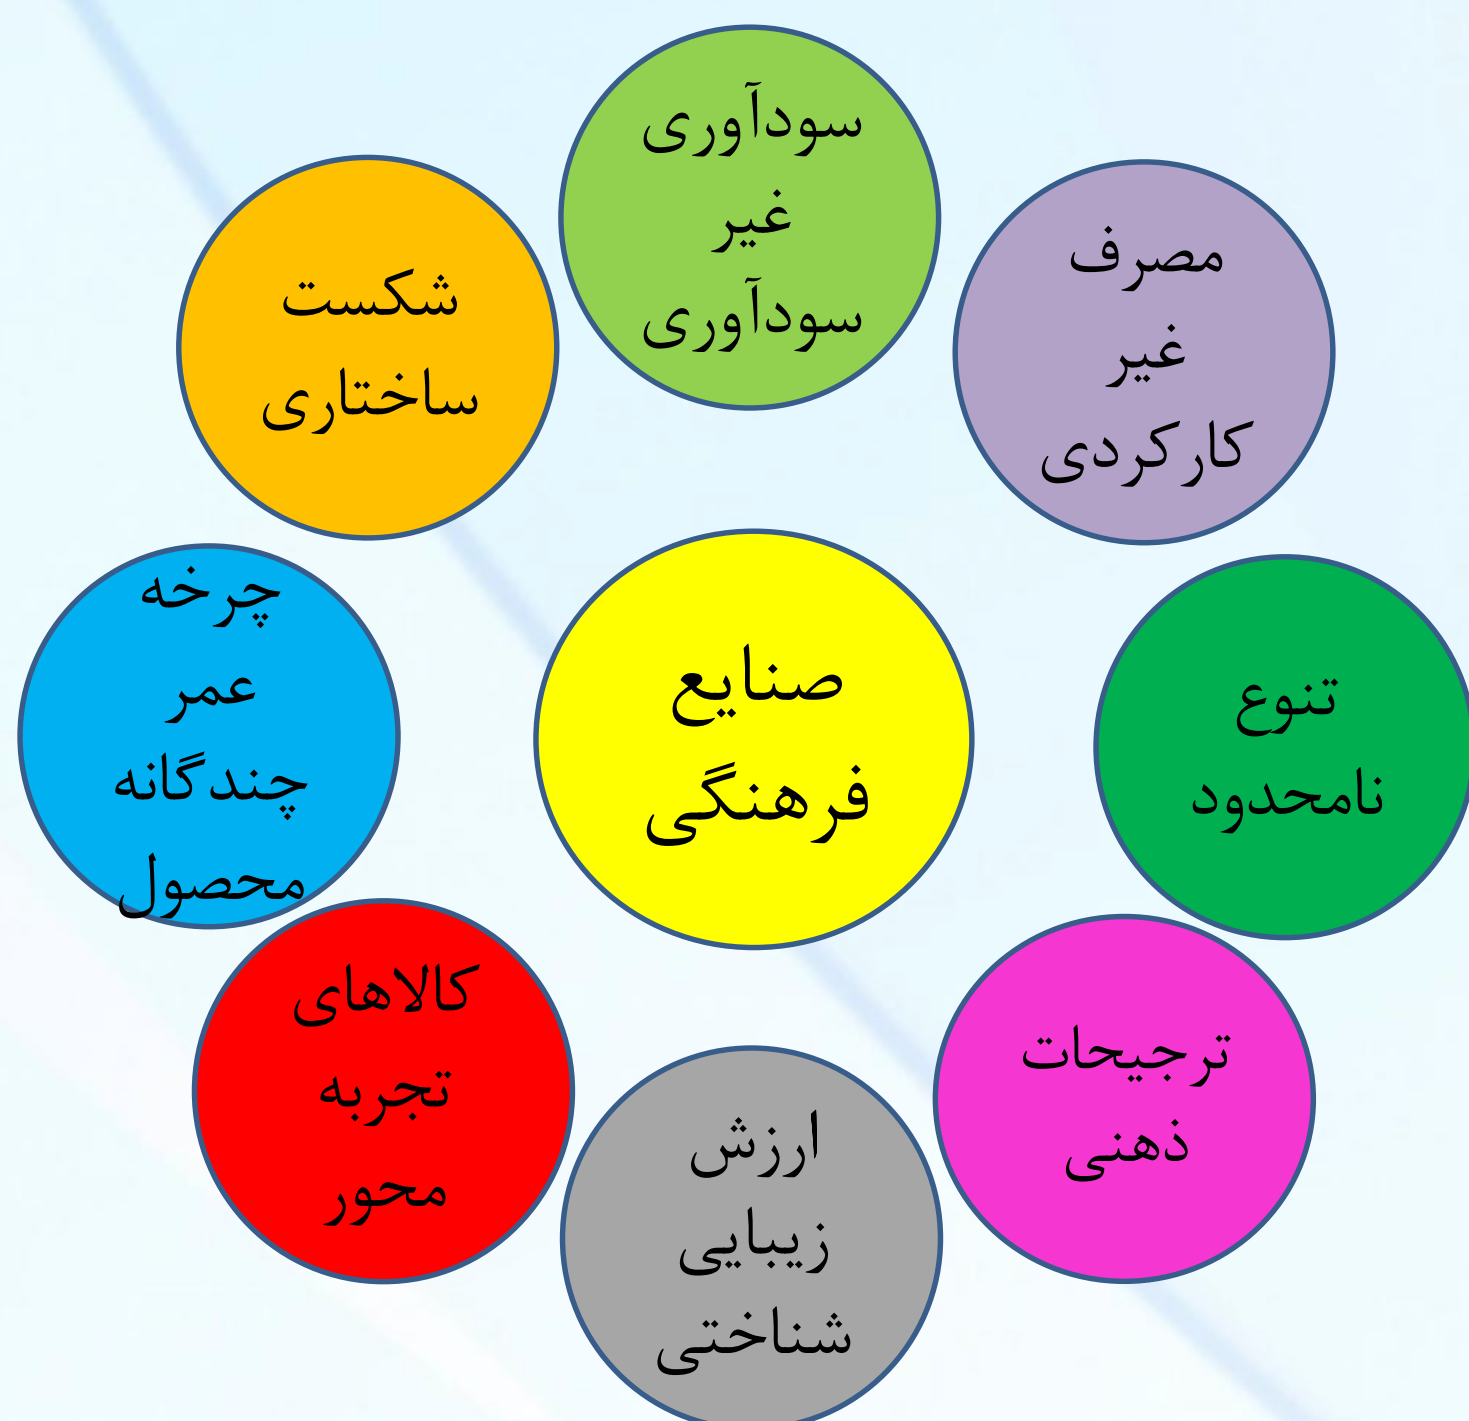 سودآوری
غیر
سودآوری
مصرف
غیر
کارکردی
شکست
ساختاری
تنوع
نامحدود
صنایع
فرهنگی
چرخه
عمر
چندگانه
محصول
ترجیحات
ذهنی
کالاهای
تجربه
محور
ارزش
زیبایی
شناختی